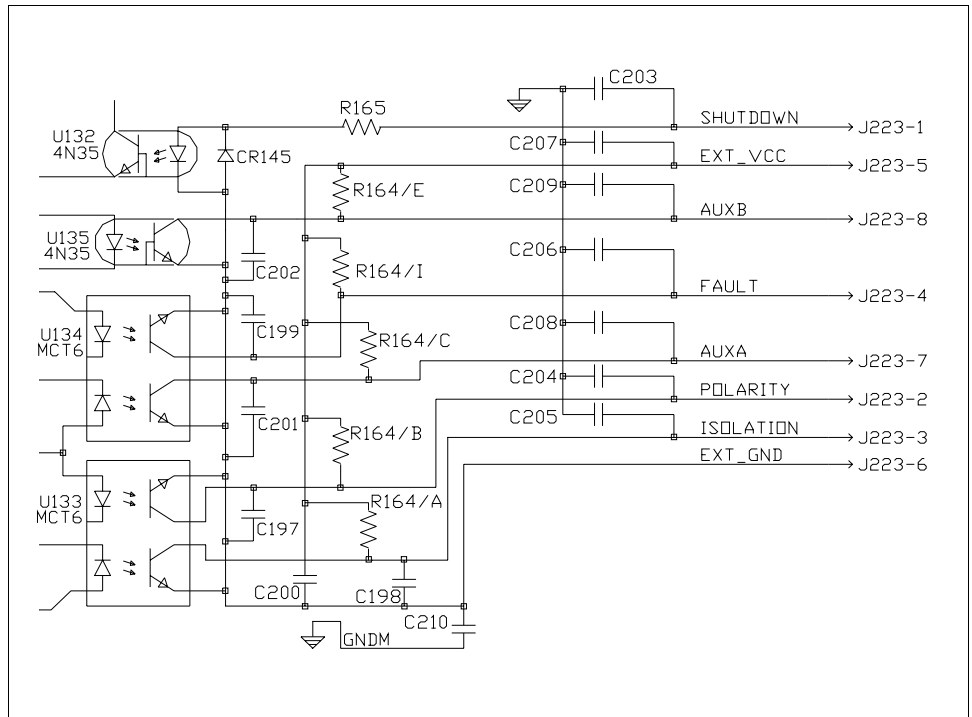 C203
R165
SHUTDOWN
J223-1
U132
4N35
CR145
C207
EXT_VCC
J223-5
R164/E
C209
AUXB
J223-8
U135
4N35
C202
R164/I
C206
FAULT
J223-4
U134
MCT6
C199
R164/C
C208
AUXA
J223-7
C204
POLARITY
J223-2
C201
R164/B
C205
ISOLATION
J223-3
EXT_GND
J223-6
U133
MCT6
C197
R164/A
C200
C198
C210
GNDM